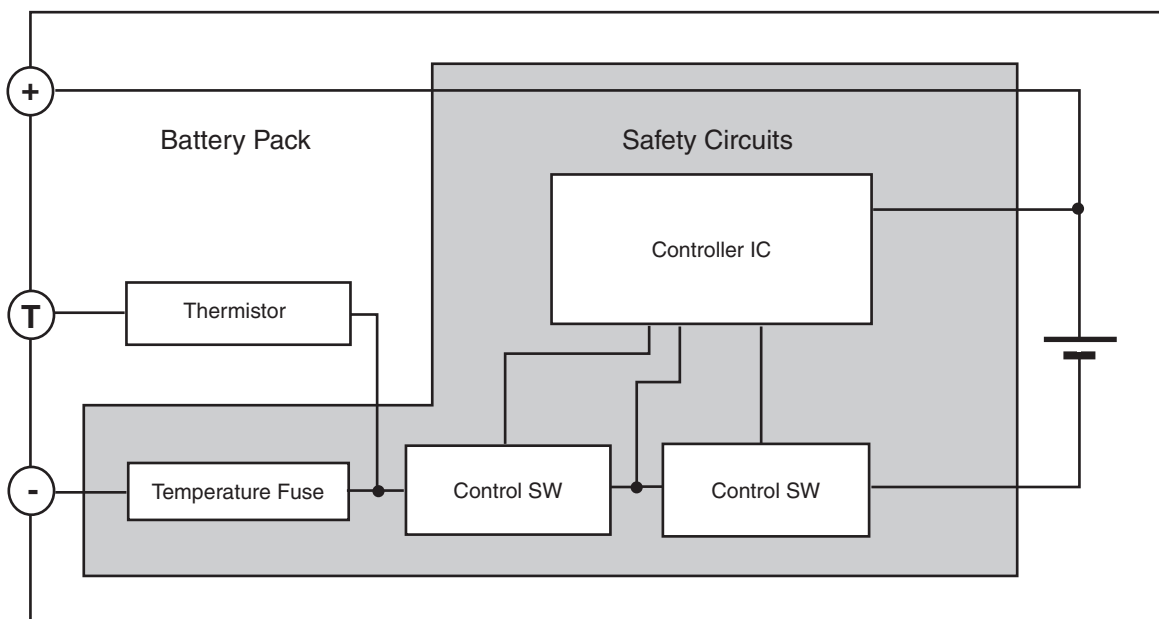 +
Battery Pack
Safety Circuits
Controller IC
T
Thermistor
-
Temperature Fuse
Control SW
Control SW